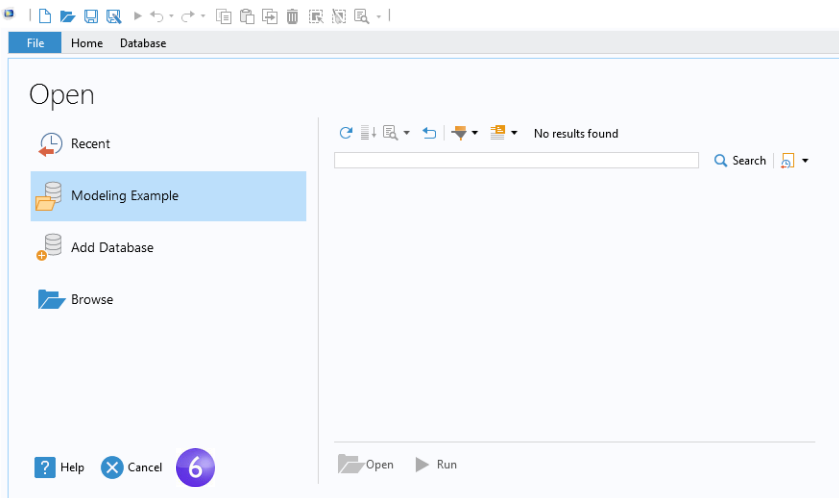 File Home Database
Open
Recent
Modeling Example
Add Database
Browse
? Help Cancel 6
No results found
Search
Open Run